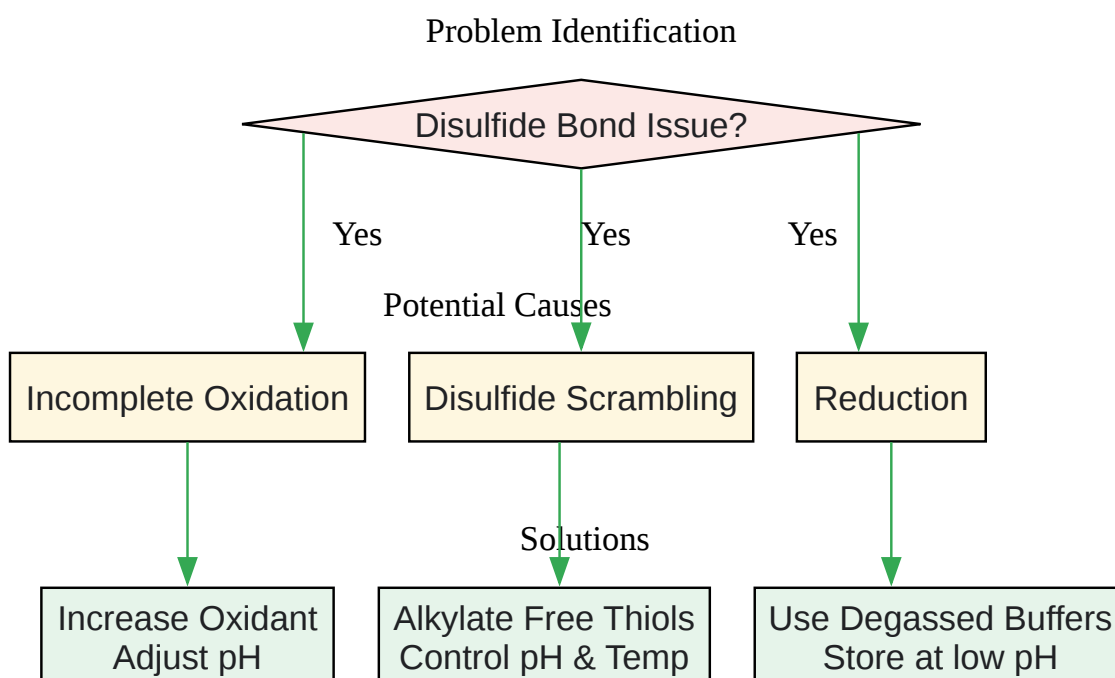 Problem Identification
Disulfide Bond Issue?
Yes
Yes
Yes
Potential Causes
Incomplete Oxidation
Disulfide Scrambling
Reduction
Solutions
Increase Oxidant
Adjust pH
Alkylate Free Thiols
Control pH & Temp
Use Degassed Buffers
Store at low pH